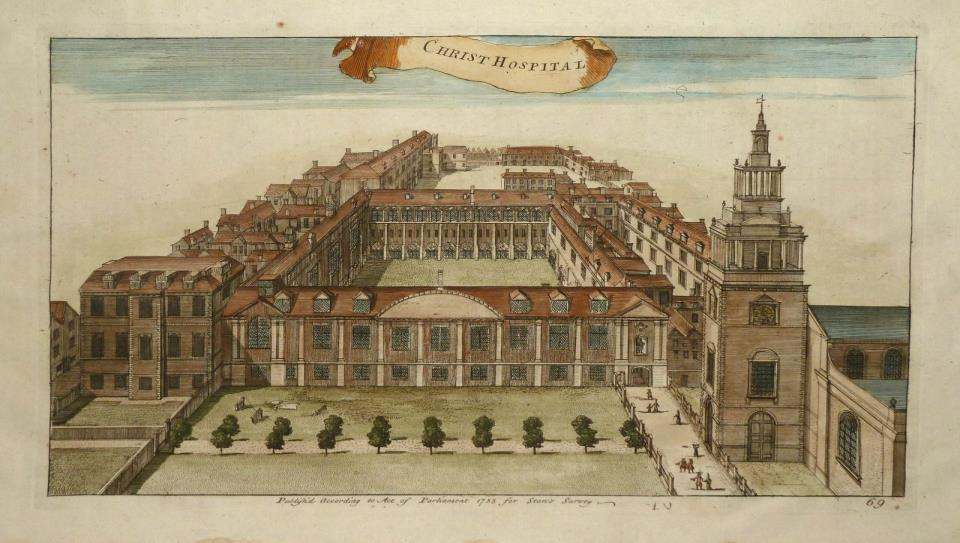 CHRIST HOSPITAL
Publish'd According to Act of Parliament 1755 for Stow's Survey
69